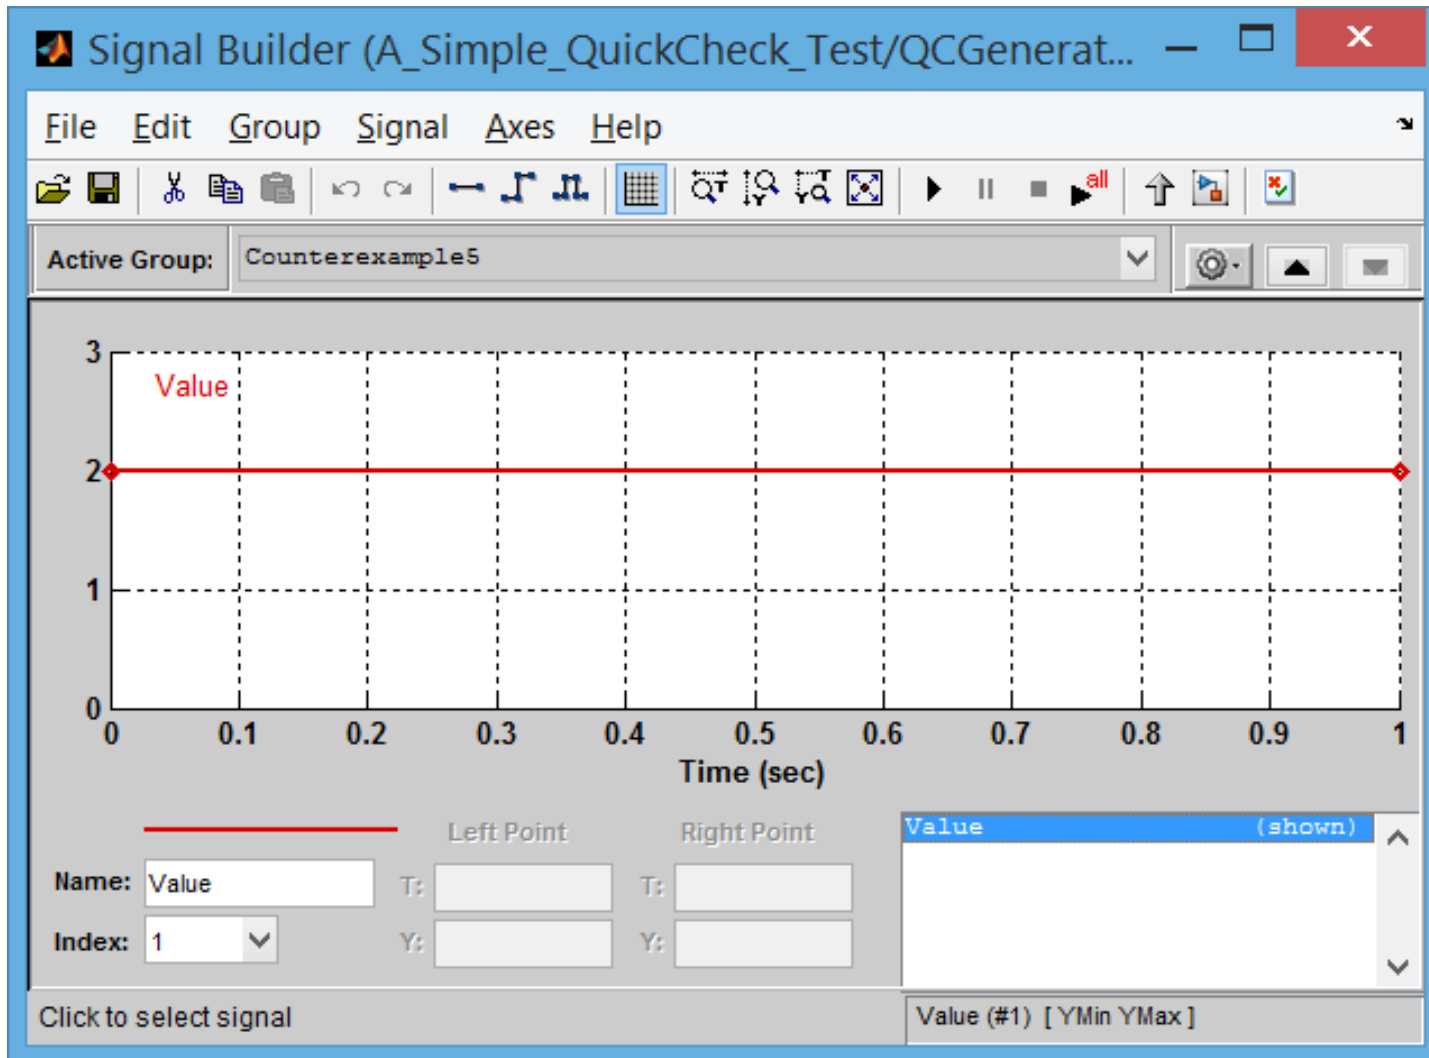 Signal Builder (A_Simple_QuickCheck_Test/QCGenerat...
File Edit Group Signal Axes Help
all
Active Group: Counterexample5
3
Value
2
1
0
0 0.1 0.2 0.3 0.4 0.5 0.6 0.7 0.8 0.9 1
Time (sec)
Left Point Right Point
Value (shown)
Name: Value T: T:
Index: 1 Y: Y:
Click to select signal
Value (#1) [ YMin YMax ]